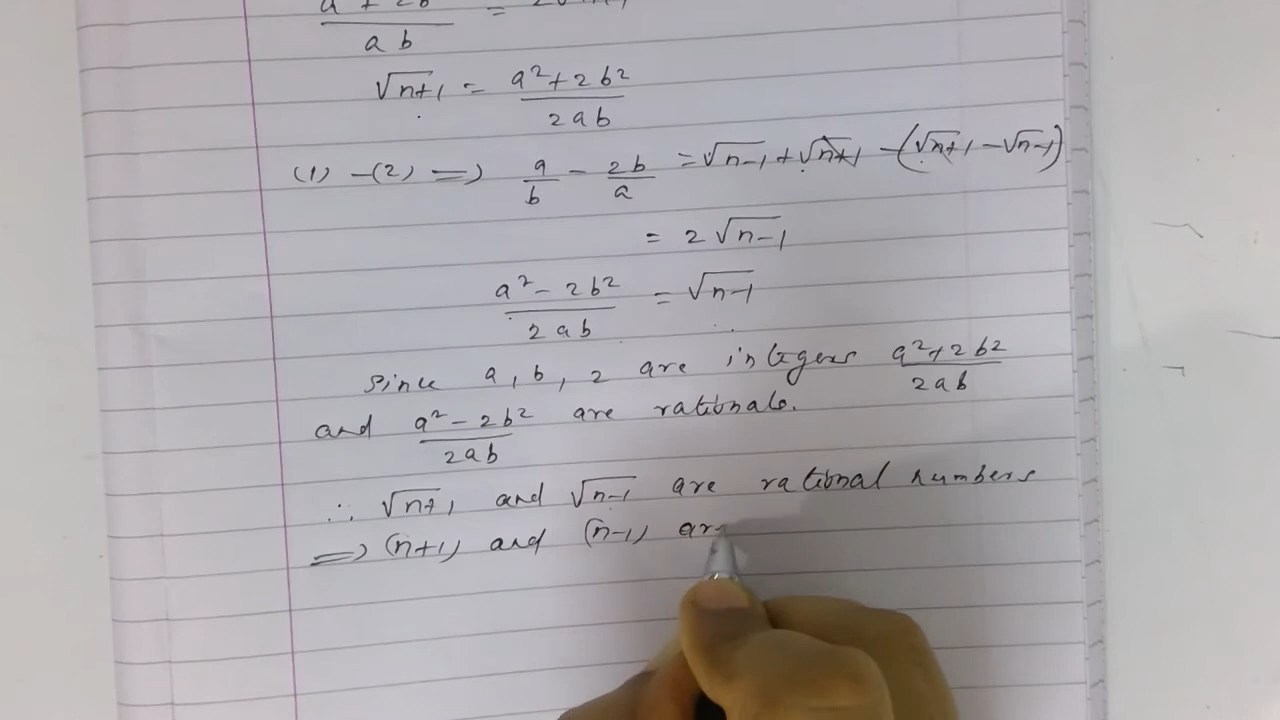 a b
√n+1 = a²+2b² / 2ab
(1) -(2) => a/b - 2b/a = √n-1 + √n+1 - (√n+1 - √n-1)
= 2 √n-1
a² - 2b² / 2ab = √n-1
Since a, b, 2 are integers a²+2b² / 2ab
and a² - 2b² / 2ab are rationals.
∴ √n+1 and √n-1 are rational numbers
=> (n+1) and (n-1) ar